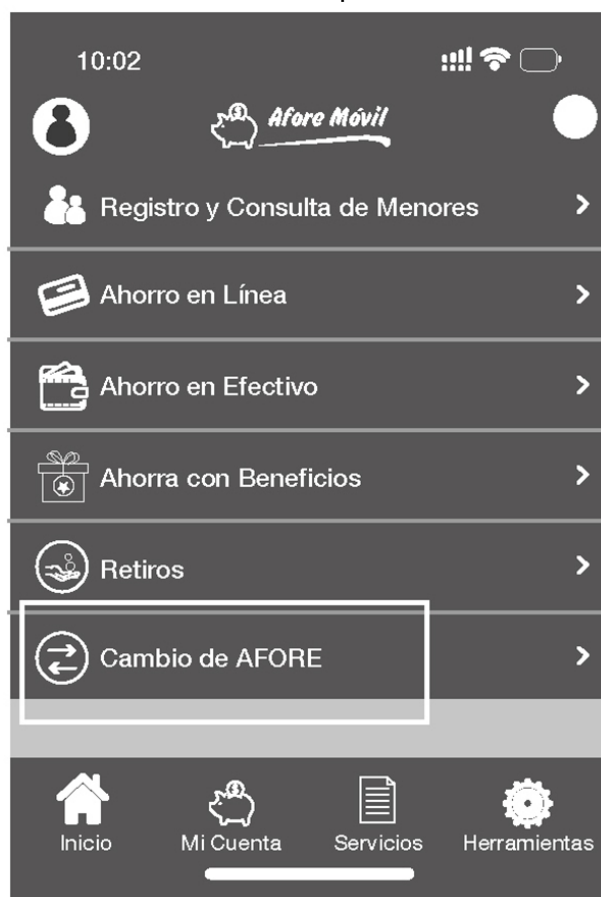 10:02
Afore Móvil
Registro y Consulta de Menores
Ahorro en Línea
Ahorro en Efectivo
Ahorra con Beneficios
Retiros
Cambio de AFORE
Inicio Mi Cuenta Servicios Herramientas